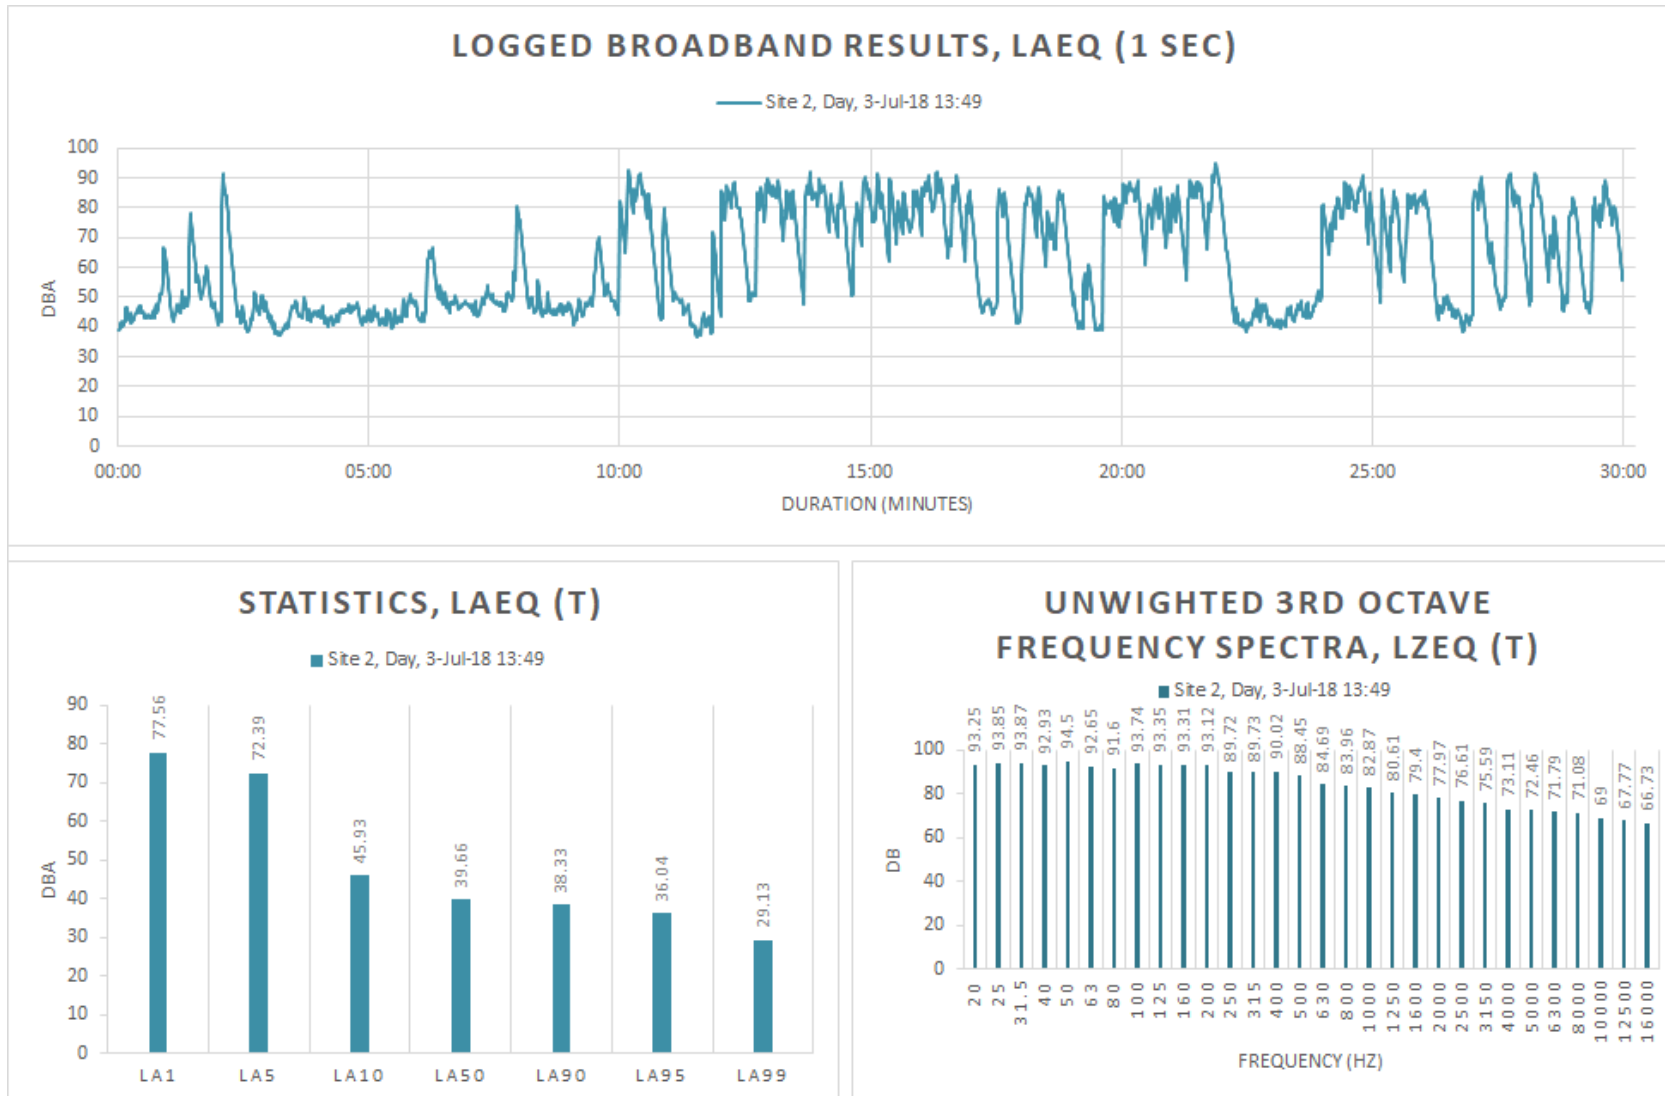 LOGGED BROADBAND RESULTS, LAEQ (1 SEC)
Site 2, Day, 3-Jul-18 13:49
100
90
80
70
60
50
40
30
20
10
0
DBA
00:00 05:00 10:00 15:00 20:00 25:00 30:00
DURATION (MINUTES)
STATISTICS, LAEQ (T)
Site 2, Day, 3-Jul-18 13:49
90
80
70
60
50
40
30
20
10
0
DBA
77.56 72.39 45.93 39.66 38.33 36.04 29.13
LA1 LA5 LA10 LA50 LA90 LA95 LA99
UNWIGHTED 3RD OCTAVE
FREQUENCY SPECTRA, LZEQ (T)
Site 2, Day, 3-Jul-18 13:49
93.25 93.85 93.87 92.93 94.5 92.65 91.6 93.74 93.35 93.31 93.12 89.72 89.73 90.02 88.45 84.69 83.96 82.87 80.61 79.4 77.97 76.61 75.59 73.11 72.46 71.79 71.08 69 67.77 66.73
100
80
60
40
20
0
DB
20 25 31.5 40 50 63 80 100 125 160 200 250 315 400 500 630 800 1000 1250 1600 2000 2500 3150 4000 5000 6300 8000 10000 12500 16000
FREQUENCY (HZ)